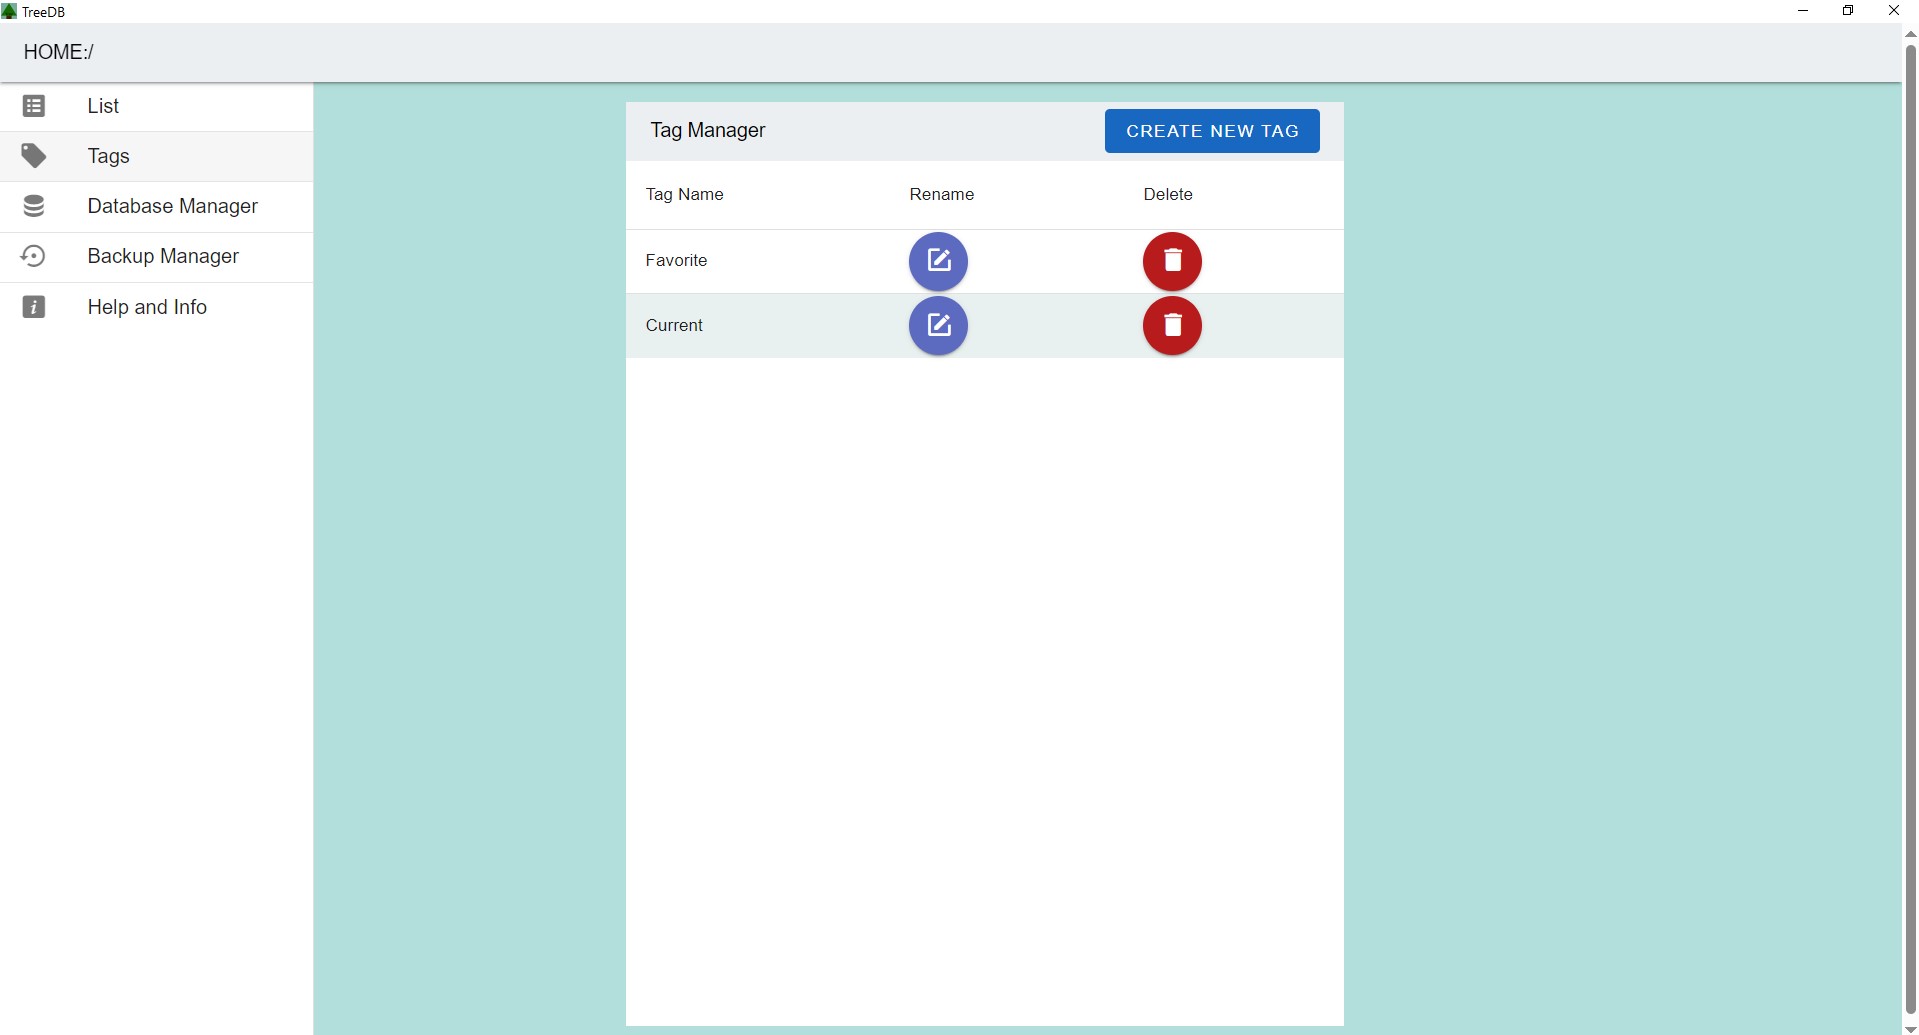 TreeDB
HOME:/
List
Tags
Database Manager
Backup Manager
Help and Info
Tag Manager
CREATE NEW TAG
Tag Name Rename Delete
Favorite
Current